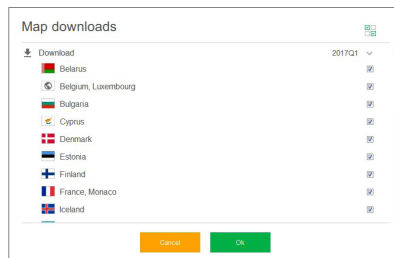 Map downloads
Download 2017Q1
Belarus
Belgium, Luxembourg
Bulgaria
Cyprus
Denmark
Estonia
Finland
France, Monaco
Iceland
Cancel Ok